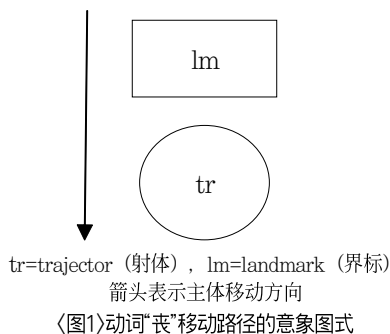 lm
tr
tr=trajector（射体）, lm=landmark（界标）
箭头表示主体移动方向
〈图1〉动词“丧”移动路径的意象图式